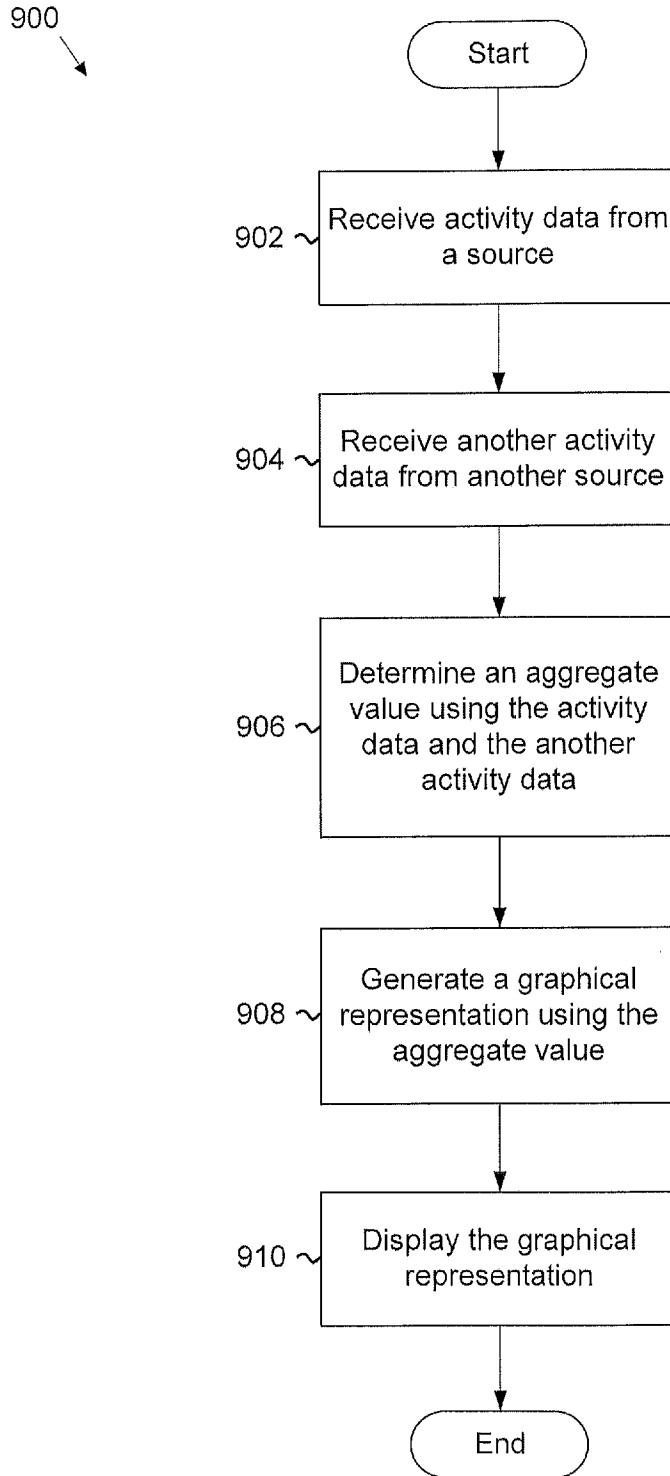 900
Start
902
Receive activity data from
a source
904
Receive another activity
data from another source
906
Determine an aggregate
value using the activity
data and the another
activity data
908
Generate a graphical
representation using the
aggregate value
910
Display the graphical
representation
End